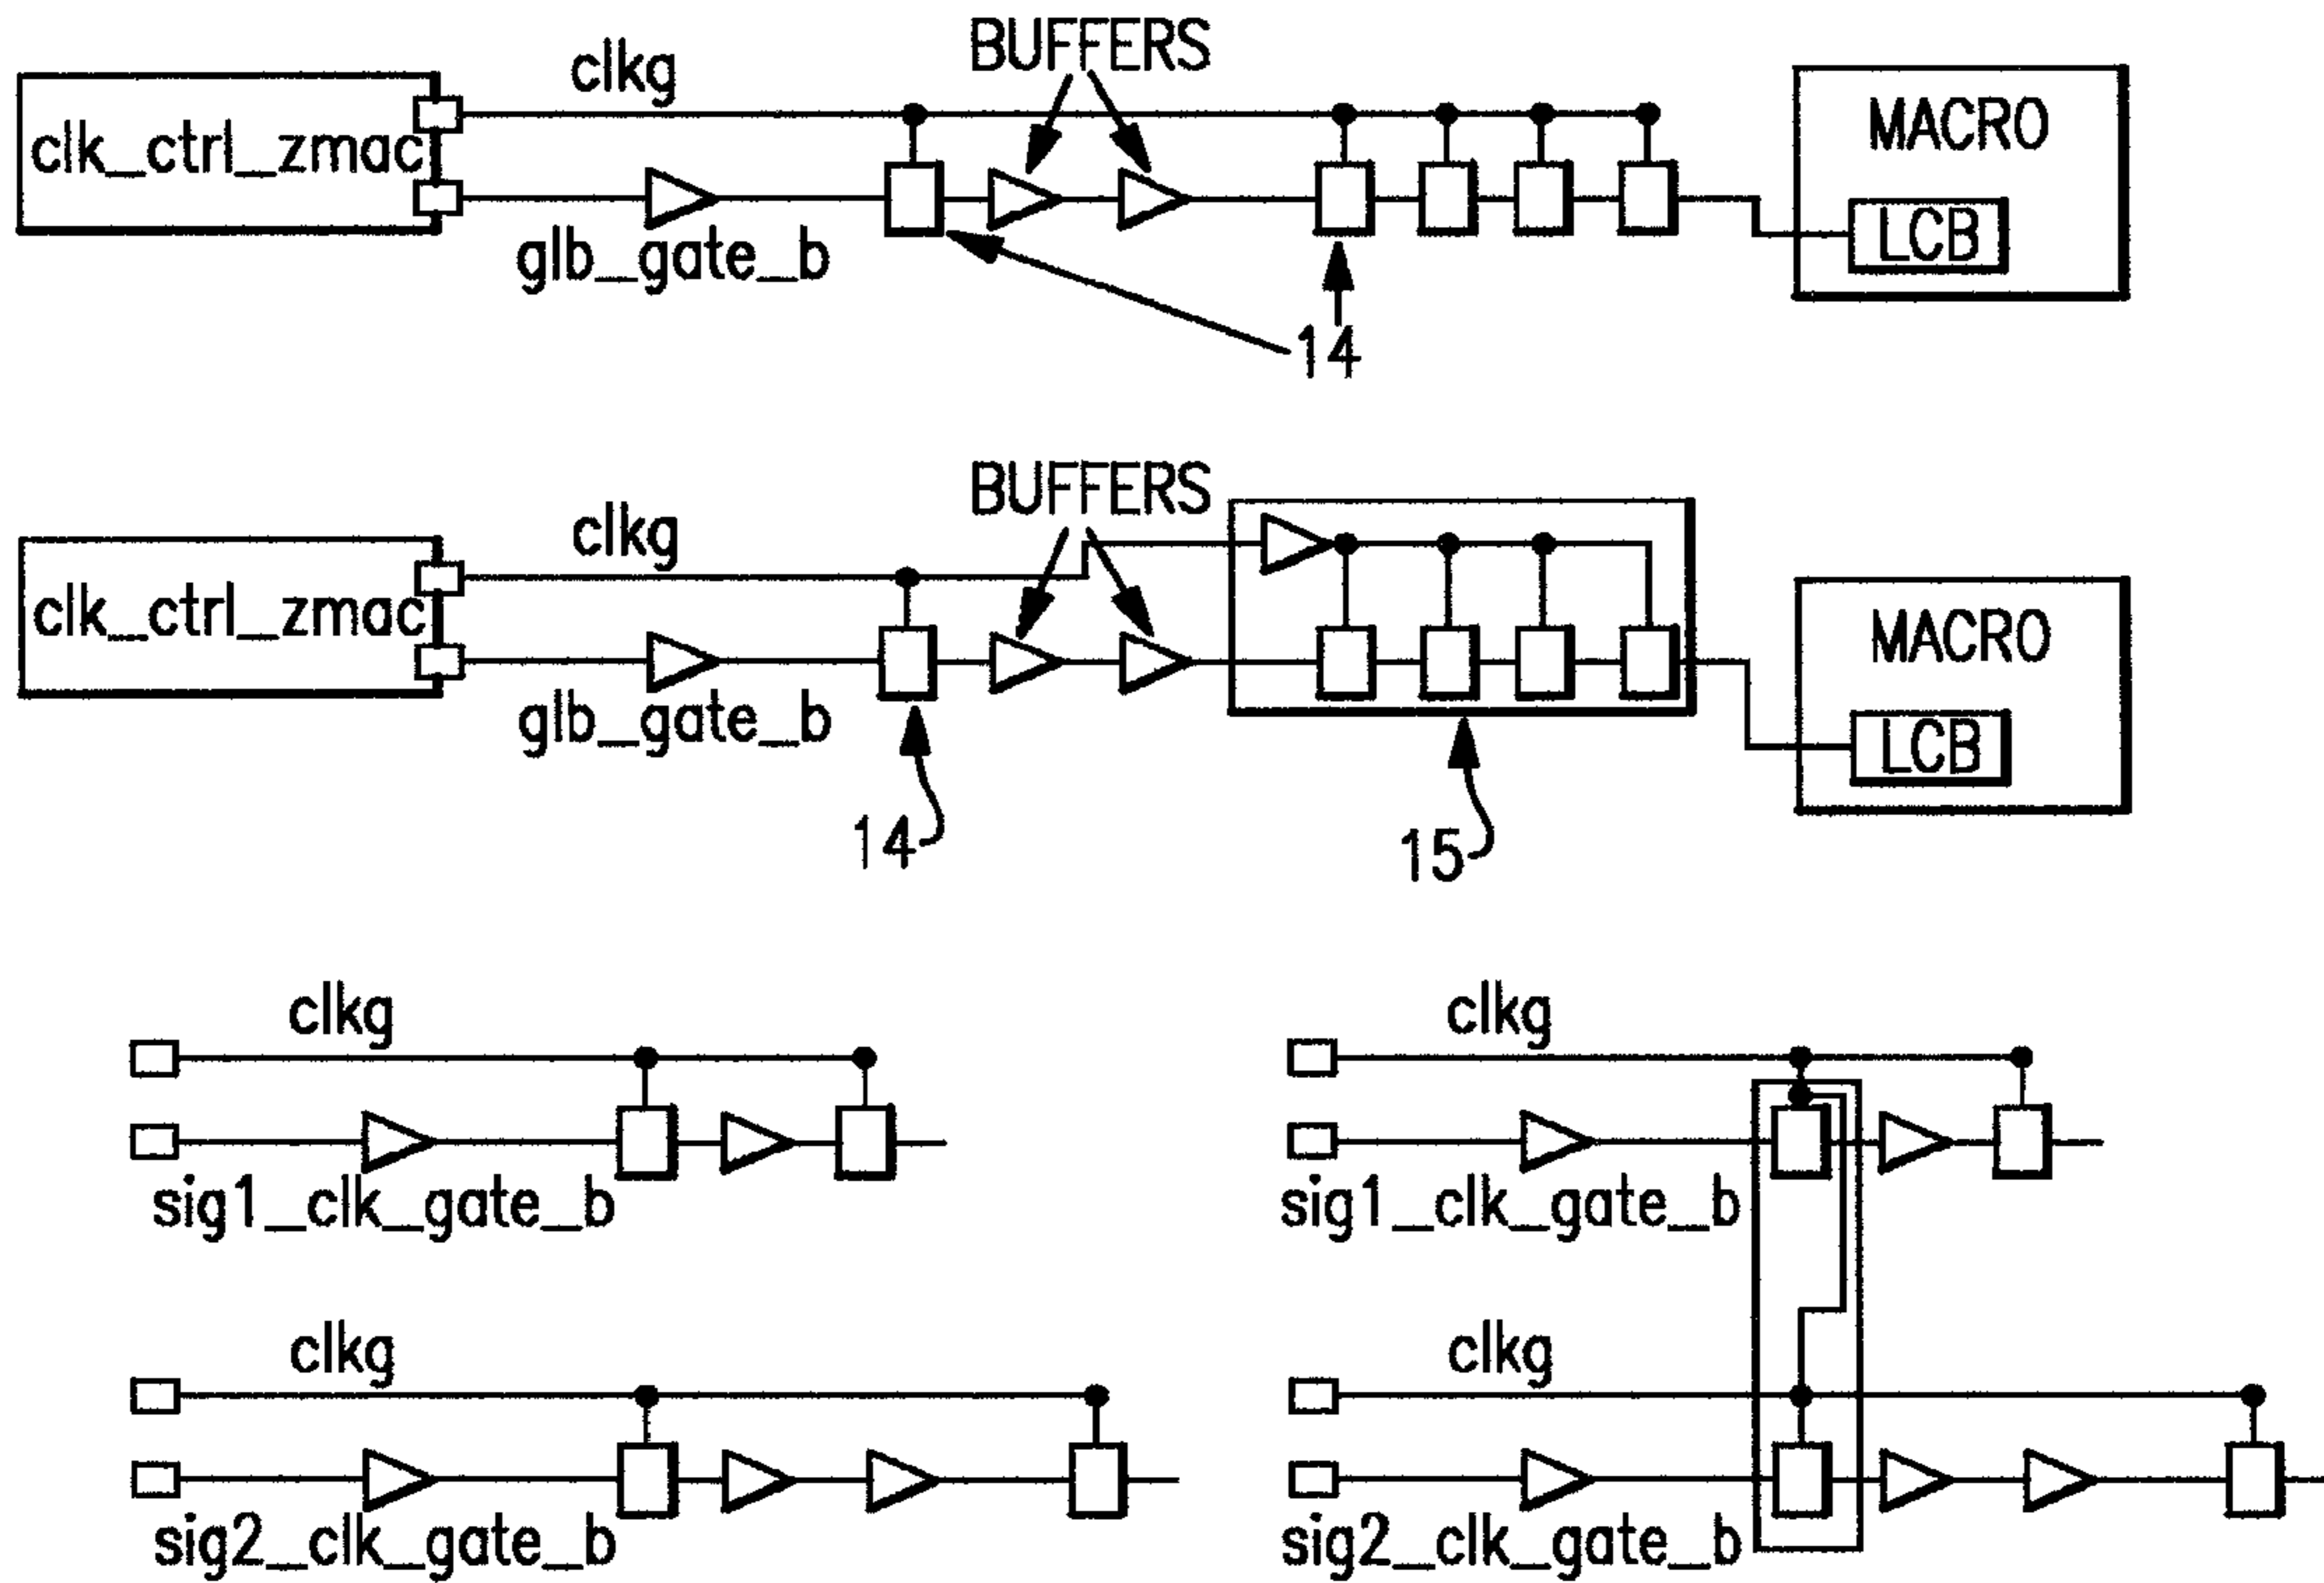 clkg
BUFFERS
clk_ctrl_zmac
MACRO
LCB
glb_gate_b
14
clkg
BUFFERS
clk_ctrl_zmac
MACRO
LCB
glb_gate_b
14
15
clkg
sig1_clk_gate_b
clkg
sig2_clk_gate_b
clkg
sig1_clk_gate_b
clkg
sig2_clk_gate_b